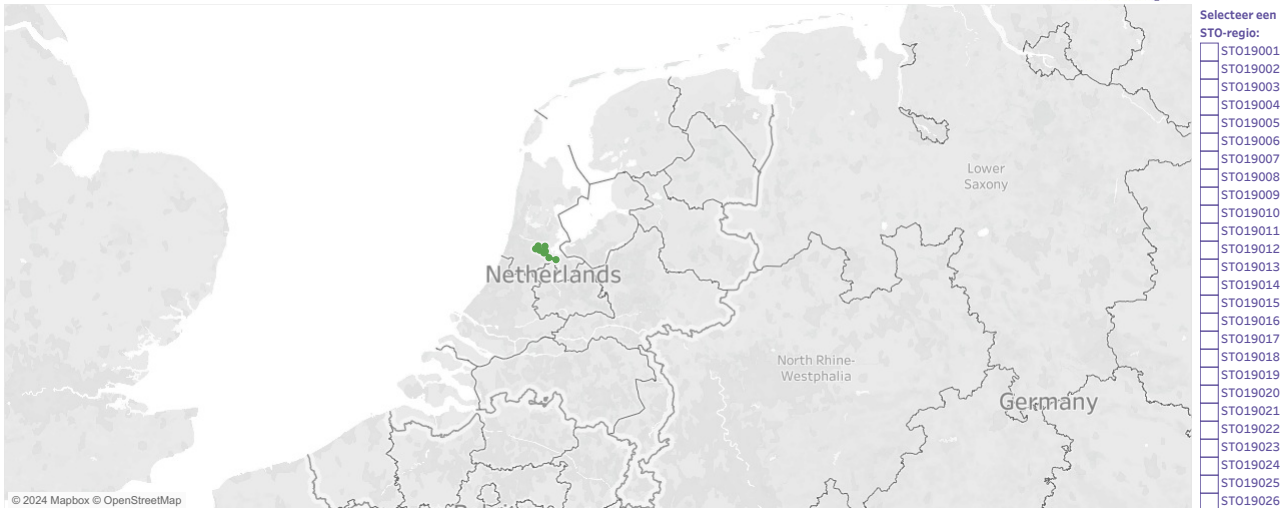 Selecteer een
STO-regio:
STO19001
STO19002
STO19003
STO19004
STO19005
STO19006
STO19007
STO19008
STO19009
STO19010
STO19011
STO19012
STO19013
STO19014
STO19015
STO19016
STO19017
STO19018
STO19019
STO19020
STO19021
STO19022
STO19023
STO19024
STO19025
STO19026
Lower
Saxony
Netherlands
North Rhine-
Westphalia
Germany
© 2024 Mapbox © OpenStreetMap